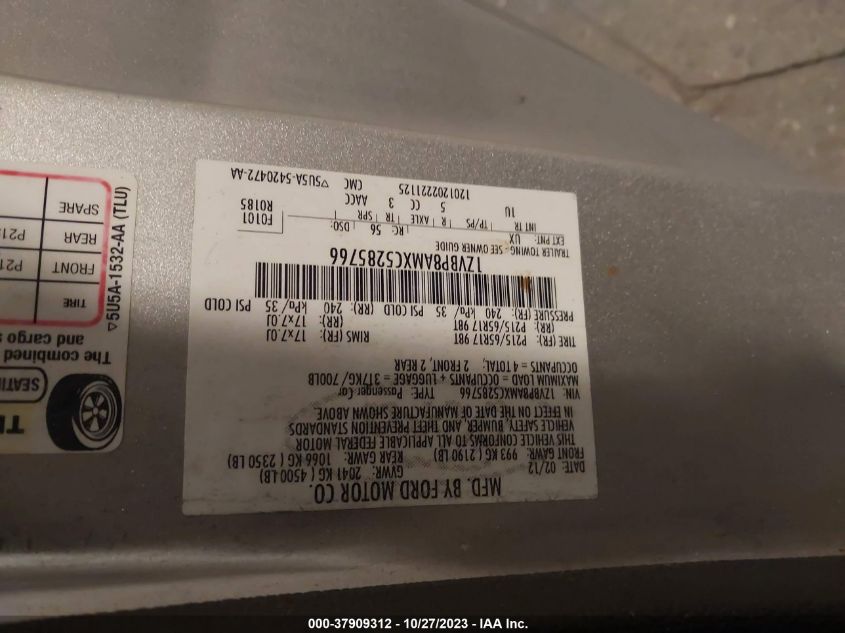 MFD. BY FORD MOTOR CO.
DATE: 02/12 GVWR: 2041 KG ( 4500 LB)
FRONT GAWR: 993 KG ( 2190 LB) REAR GAWR: 1066 KG ( 2350 LB)
THIS VEHICLE CONFORMS TO ALL APPLICABLE FEDERAL MOTOR
VEHICLE SAFETY, BUMPER, AND THEFT PREVENTION STANDARDS
IN EFFECT ON THE DATE OF MANUFACTURE SHOWN ABOVE.
VIN: 1ZVBP8AMXC5285766 TYPE: Passenger Car
MAXIMUM LOAD = OCCUPANTS + LUGGAGE = 317KG/700LB
OCCUPANTS = 4 TOTAL, 2 FRONT, 2 REAR
TIRE P215/65R17 98T RIMS (FR): 17x7.0J
(RR): P215/65R17 98T (RR): 17x7.0J
PRESSURE (FR): 240 kPa/ 35 PSI COLD (RR): 240 kPa/ 35 PSI COLD
1ZVBP8AMXC5285766
TRAILER TOWING-SEE OWNER GUIDE
EXT PNT: UX RC: 56 DSO: F0101
INT TR TP/PS R AXLE TR SPR R0185
1U 5 CC 3 AACC
120120221125 CMC ▽5U5A-5420472-AA
SEATIN
The combined
and cargo s
TIRE
FRONT P21
REAR P21
SPARE
▽5U5A-1532-AA (TLU)
000-37909312 - 10/27/2023 - IAA Inc.